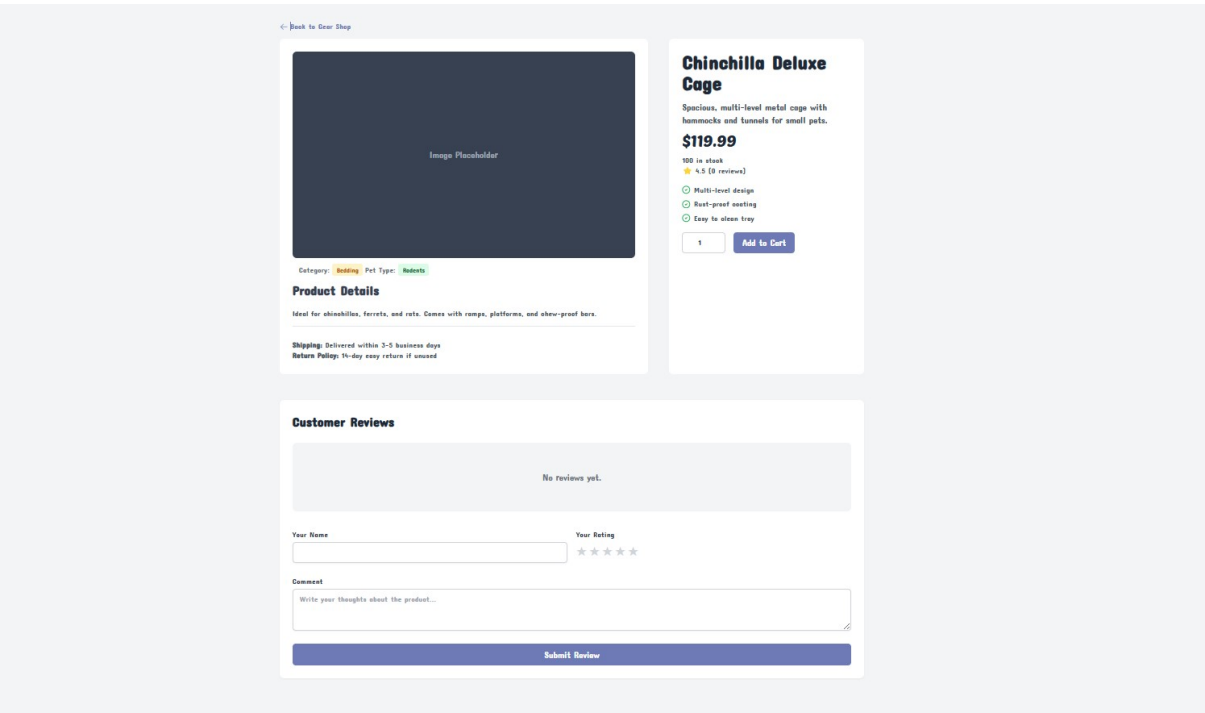 ← Back to Gear Shop
Image Placeholder
Category: Bedding Pet Type: Rodents
Product Details
Ideal for chinchillas, ferrets, and rats. Comes with ramps, platforms, and chew-proof bars.
Shipping: Delivered within 3-5 business days
Return Policy: 14-day easy return if unused
Chinchilla Deluxe
Cage
Spacious, multi-level metal cage with
hammocks and tunnels for small pets.
$119.99
100 in stock
4.5 (0 reviews)
Multi-level design
Rust-proof coating
Easy to clean tray
1
Add to Cart
Customer Reviews
No reviews yet.
Your Name
Your Rating
Comment
Write your thoughts about the product...
Submit Review